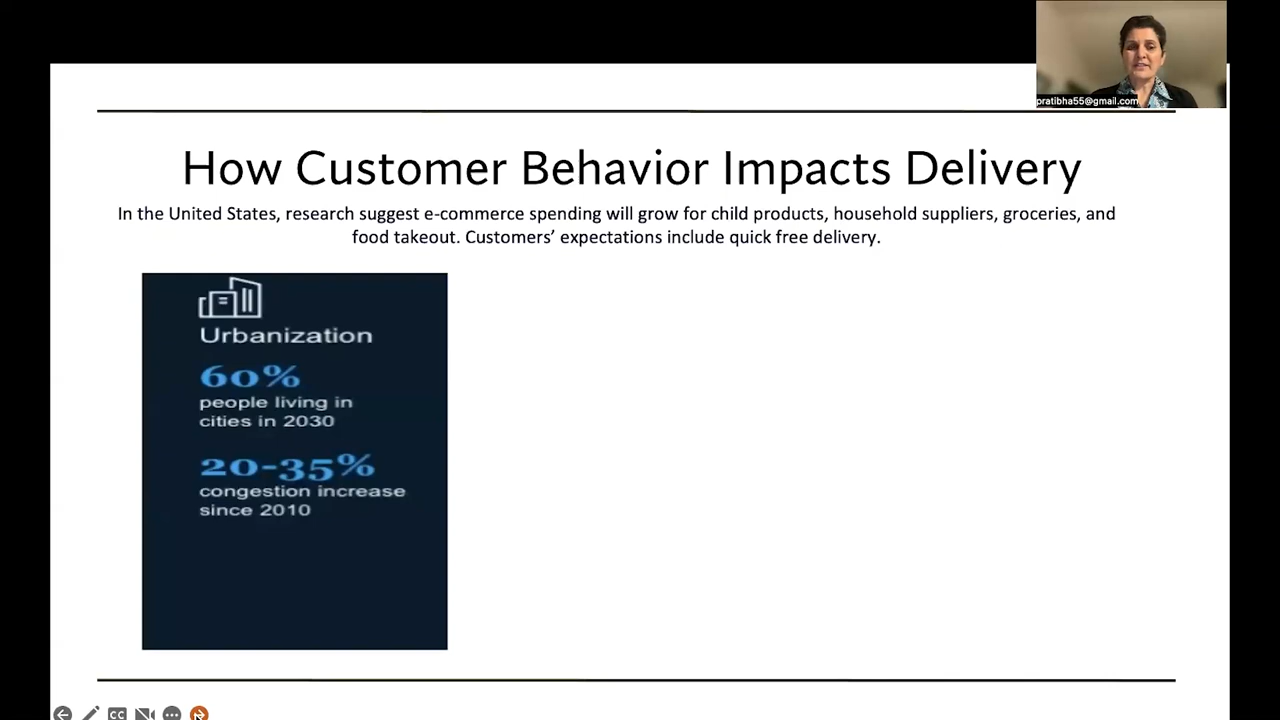 pratibha55@gmail.com
How Customer Behavior Impacts Delivery
In the United States, research suggest e-commerce spending will grow for child products, household suppliers, groceries, and
food takeout. Customers’ expectations include quick free delivery.
Urbanization
60%
people living in
cities in 2030
20-35%
congestion increase
since 2010
CC